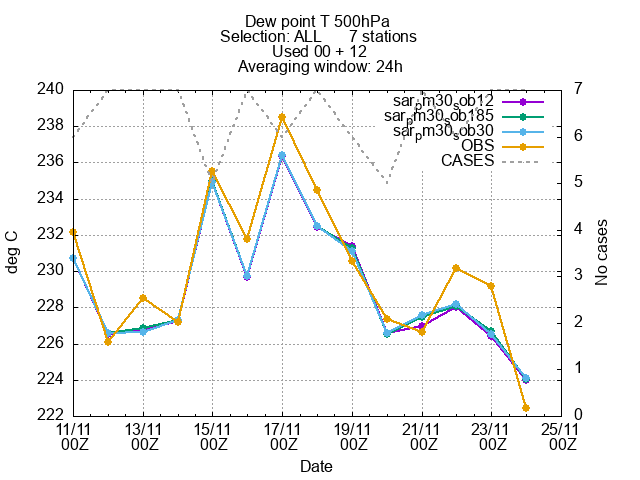 Dew point T 500hPa
Selection: ALL 7 stations
Used 00 + 12
Averaging window: 24h
240
238
236
234
232
230
228
226
224
222
7
6
5
4
3
2
1
0
sar_pm30_sob12
sar_pm30_sob185
sar_pm30_sob30
OBS
CASES
deg C
No cases
11/11 13/11 15/11 17/11 19/11 21/11 23/11 25/11
00Z 00Z 00Z 00Z 00Z 00Z 00Z 00Z
Date